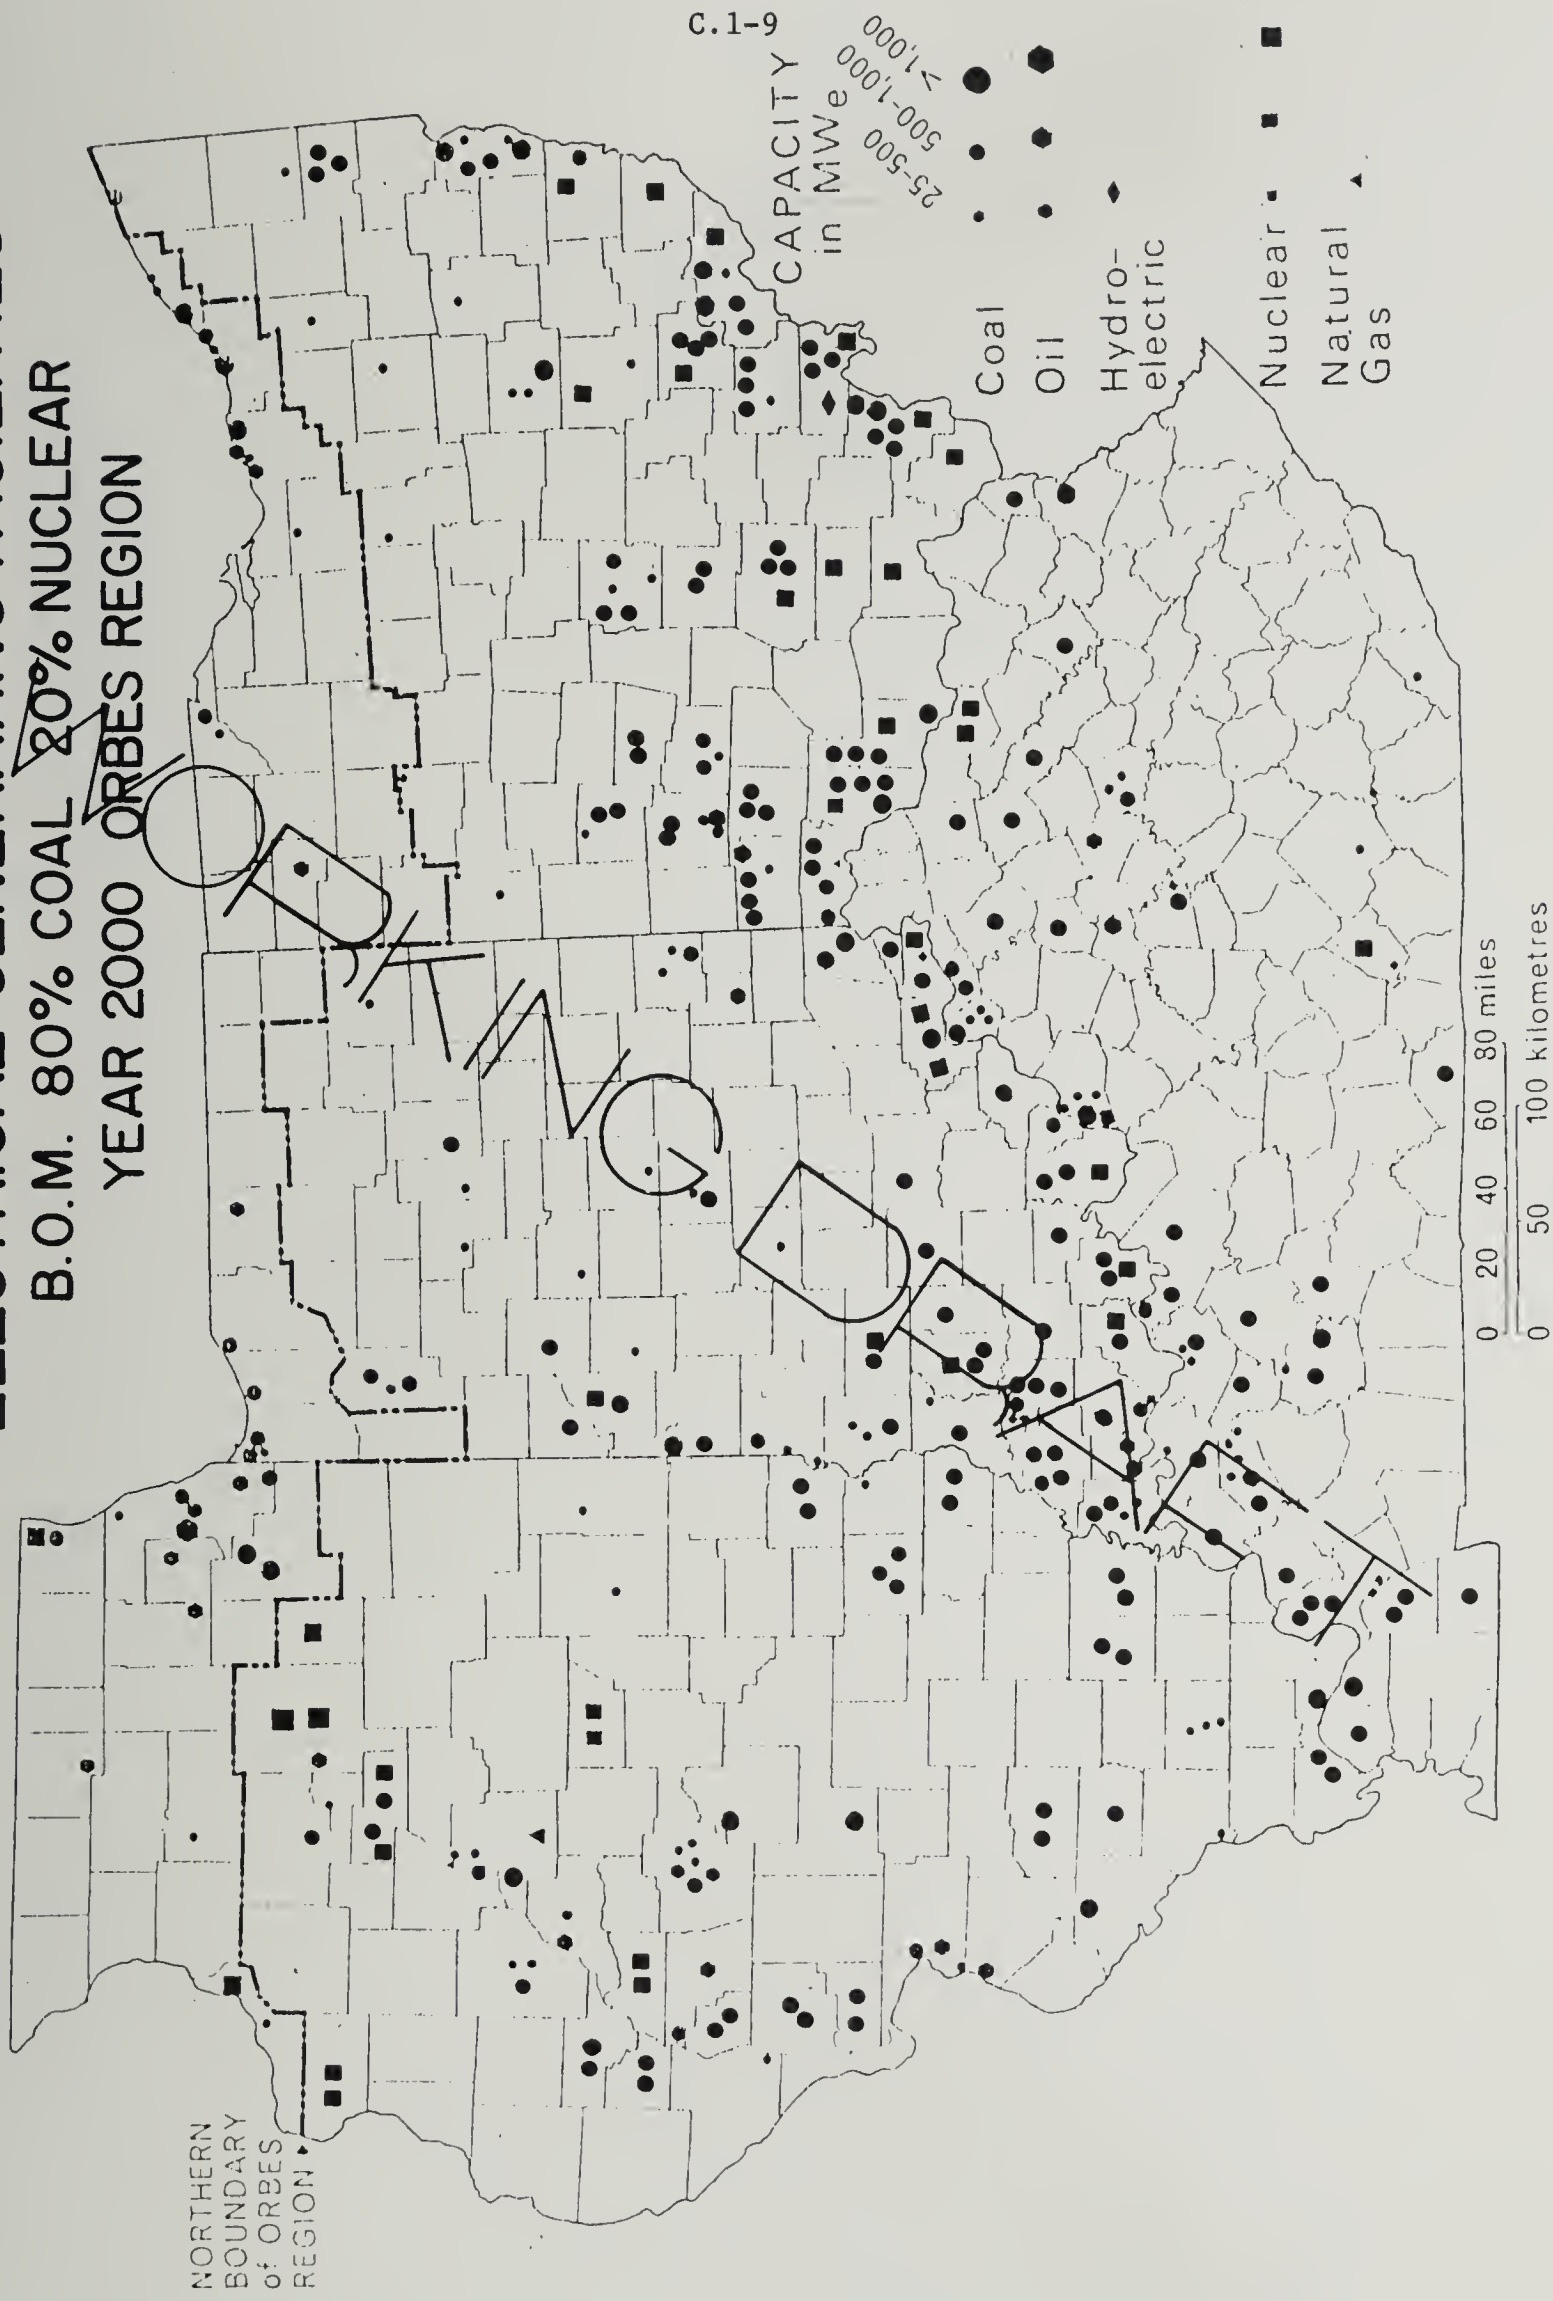 C.1-9
B.O.M. 80% COAL 20% NUCLEAR
YEAR 2000 ORBES REGION
WORKING DRAFT
CAPACITY
in MWe
25-500
500-1,000
>1,000
Coal
Oil
Hydro-
electric
Nuclear
Natural
Gas
NORTHERN
BOUNDARY
of ORBES
REGION
0 20 40 60 80 miles
0 50 100 kilometres